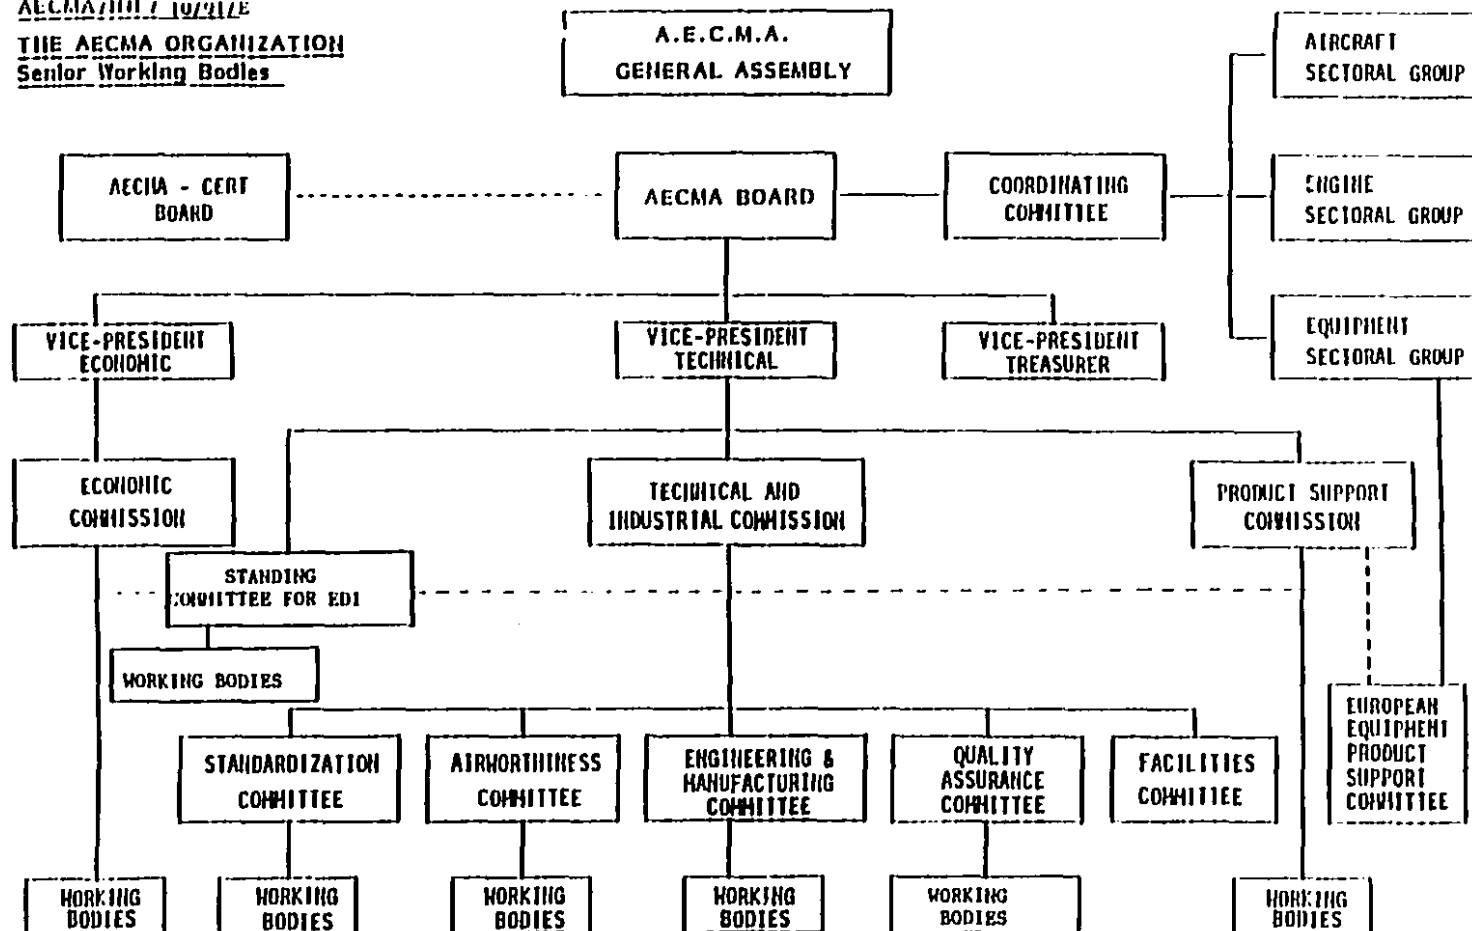 THE AECMA ORGANIZATION
Senior Working Bodies
A.E.C.M.A.
GENERAL ASSEMBLY
AIRCRAFT
SECTORAL GROUP
AECMA - CERT
BOARD
AECMA BOARD
COORDINATING
COMMITTEE
ENGINE
SECTORAL GROUP
EQUIPMENT
SECTORAL GROUP
VICE-PRESIDENT
ECONOMIC
VICE-PRESIDENT
TECHNICAL
VICE-PRESIDENT
TREASURER
ECONOMIC
COMMISSION
TECHNICAL AND
INDUSTRIAL COMMISSION
PRODUCT SUPPORT
COMMISSION
STANDING
COMMITTEE FOR EDI
WORKING BODIES
EUROPEAN
EQUIPMENT
PRODUCT
SUPPORT
COMMITTEE
STANDARDIZATION
COMMITTEE
AIRWORTHINESS
COMMITTEE
ENGINEERING &
MANUFACTURING
COMMITTEE
QUALITY
ASSURANCE
COMMITTEE
FACILITIES
COMMITTEE
WORKING
BODIES
WORKING
BODIES
WORKING
BODIES
WORKING
BODIES
WORKING
BODIES
WORKING
BODIES